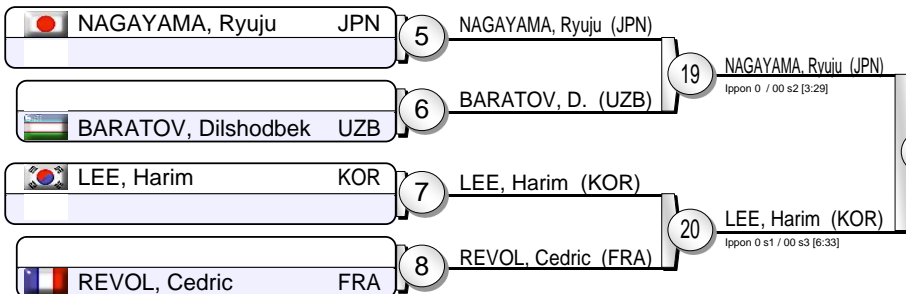 NAGAYAMA, Ryuju JPN
BARATOV, Dilshodbek UZB
LEE, Harim KOR
REVOL, Cedric FRA
5
6
7
8
NAGAYAMA, Ryuju (JPN)
BARATOV, D. (UZB)
LEE, Harim (KOR)
REVOL, Cedric (FRA)
19
20
NAGAYAMA, Ryuju (JPN)
Ippon 0 / 00 s2 [3:29]
LEE, Harim (KOR)
Ippon 0 s1 / 00 s3 [6:33]